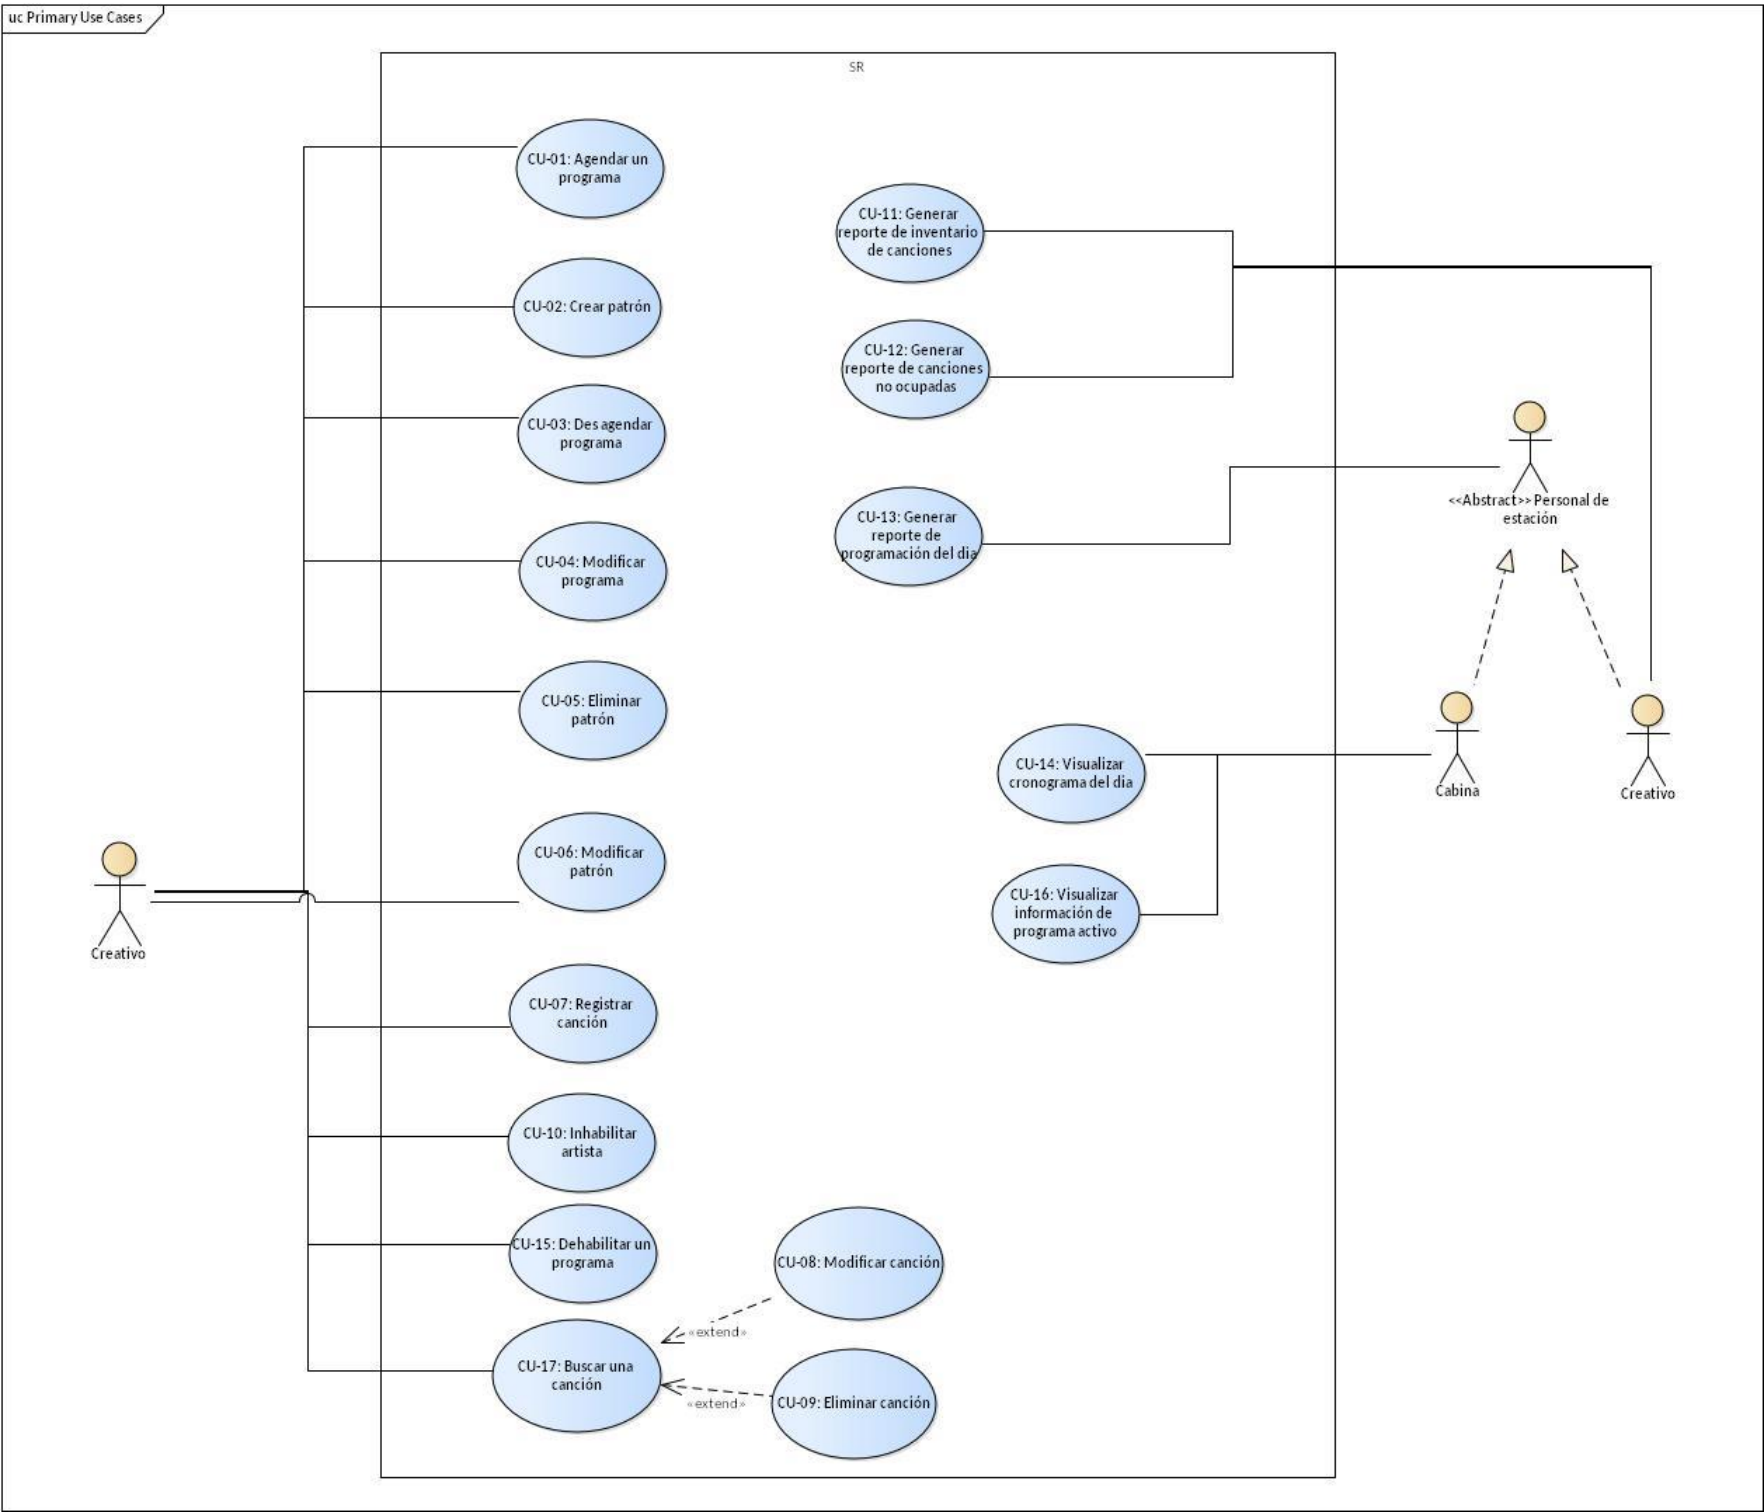 uc Primary Use Cases
SR
CU-01: Agendar un
programa
CU-02: Crear patrón
CU-03: Des agendar
programa
CU-04: Modificar
programa
CU-05: Eliminar
patrón
CU-06: Modificar
patrón
Creativo
CU-07: Registrar
canción
CU-10: Inhabilitar
artista
CU-15: Dehabilitar un
programa
CU-17: Buscar una
canción
«extend»
«extend»
CU-08: Modificar canción
CU-09: Eliminar canción
CU-11: Generar
reporte de inventario
de canciones
CU-12: Generar
reporte de canciones
no ocupadas
CU-13: Generar
reporte de
programación del dia
CU-14: Visualizar
cronograma del dia
CU-16: Visualizar
información de
programa activo
<<Abstract>> Personal de
estación
Cabina
Creativo